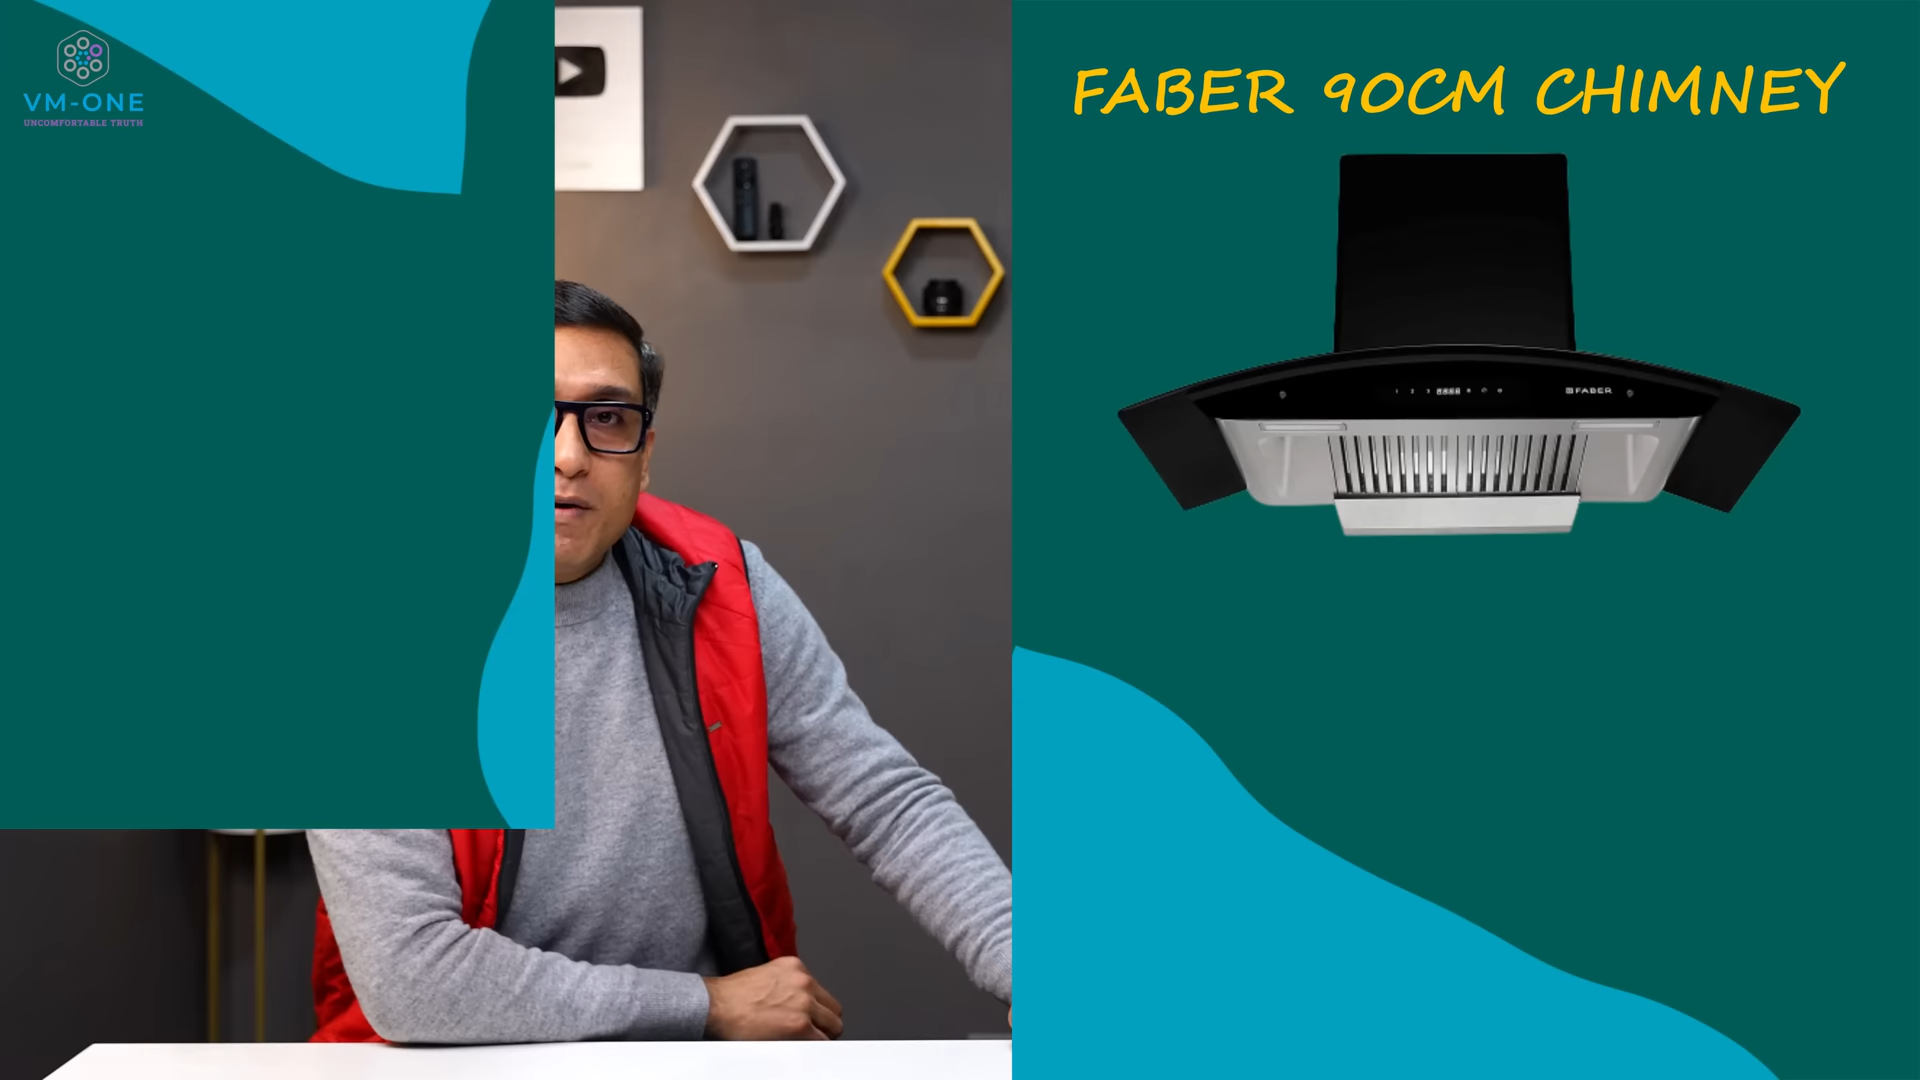 VM-ONE
UNCOMFORTABLE TRUTH
FABER 90CM CHIMNEY
FABER